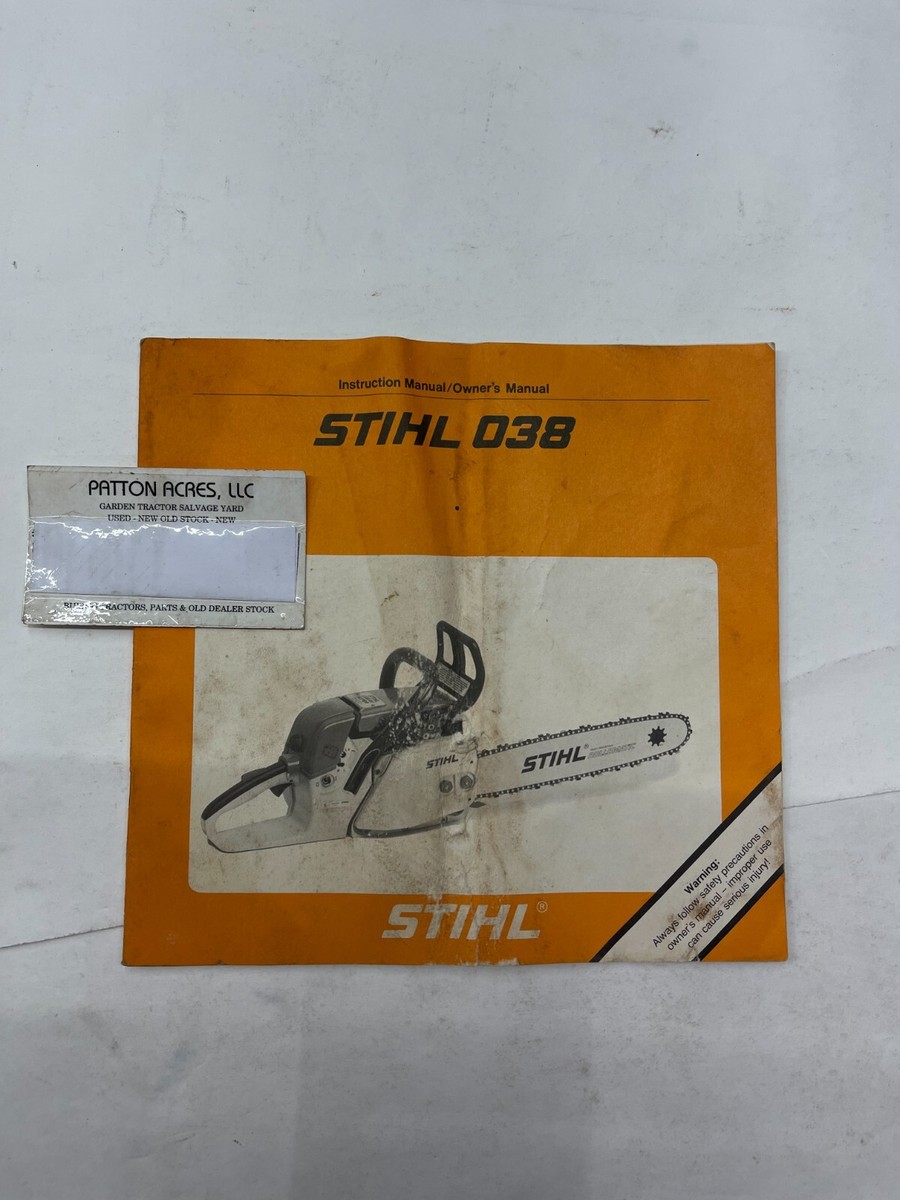 Instruction Manual/Owner's Manual
STIHL 038
PATTON ACRES, LLC
GARDEN TRACTOR SALVAGE YARD
USED - NEW OLD STOCK - NEW
TRACTORS, PARTS & OLD DEALER STOCK
STIHL
STIHL
Warning:
Always follow safety precautions in
owner's manual – improper use
can cause serious injury!
STIHL®